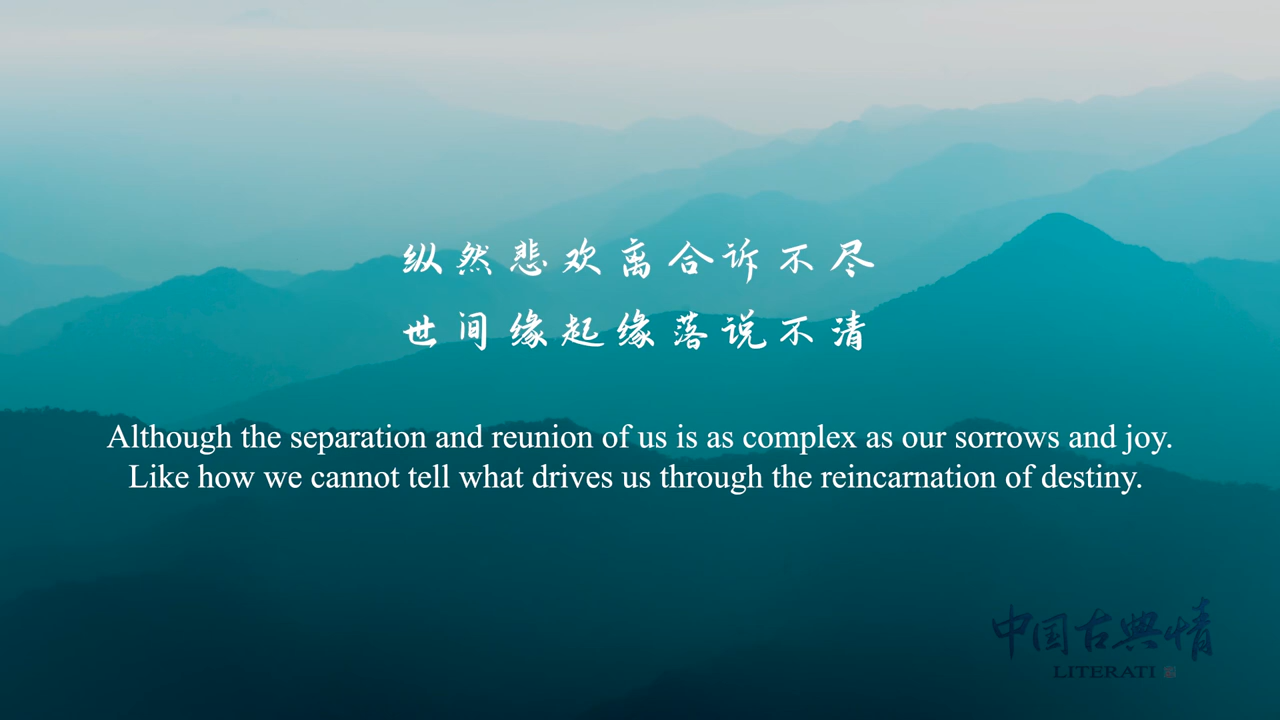 纵然悲欢离合诉不尽
世间缘起缘落说不清
Although the separation and reunion of us is as complex as our sorrows and joy.
Like how we cannot tell what drives us through the reincarnation of destiny.
中国古典情
LITERATI